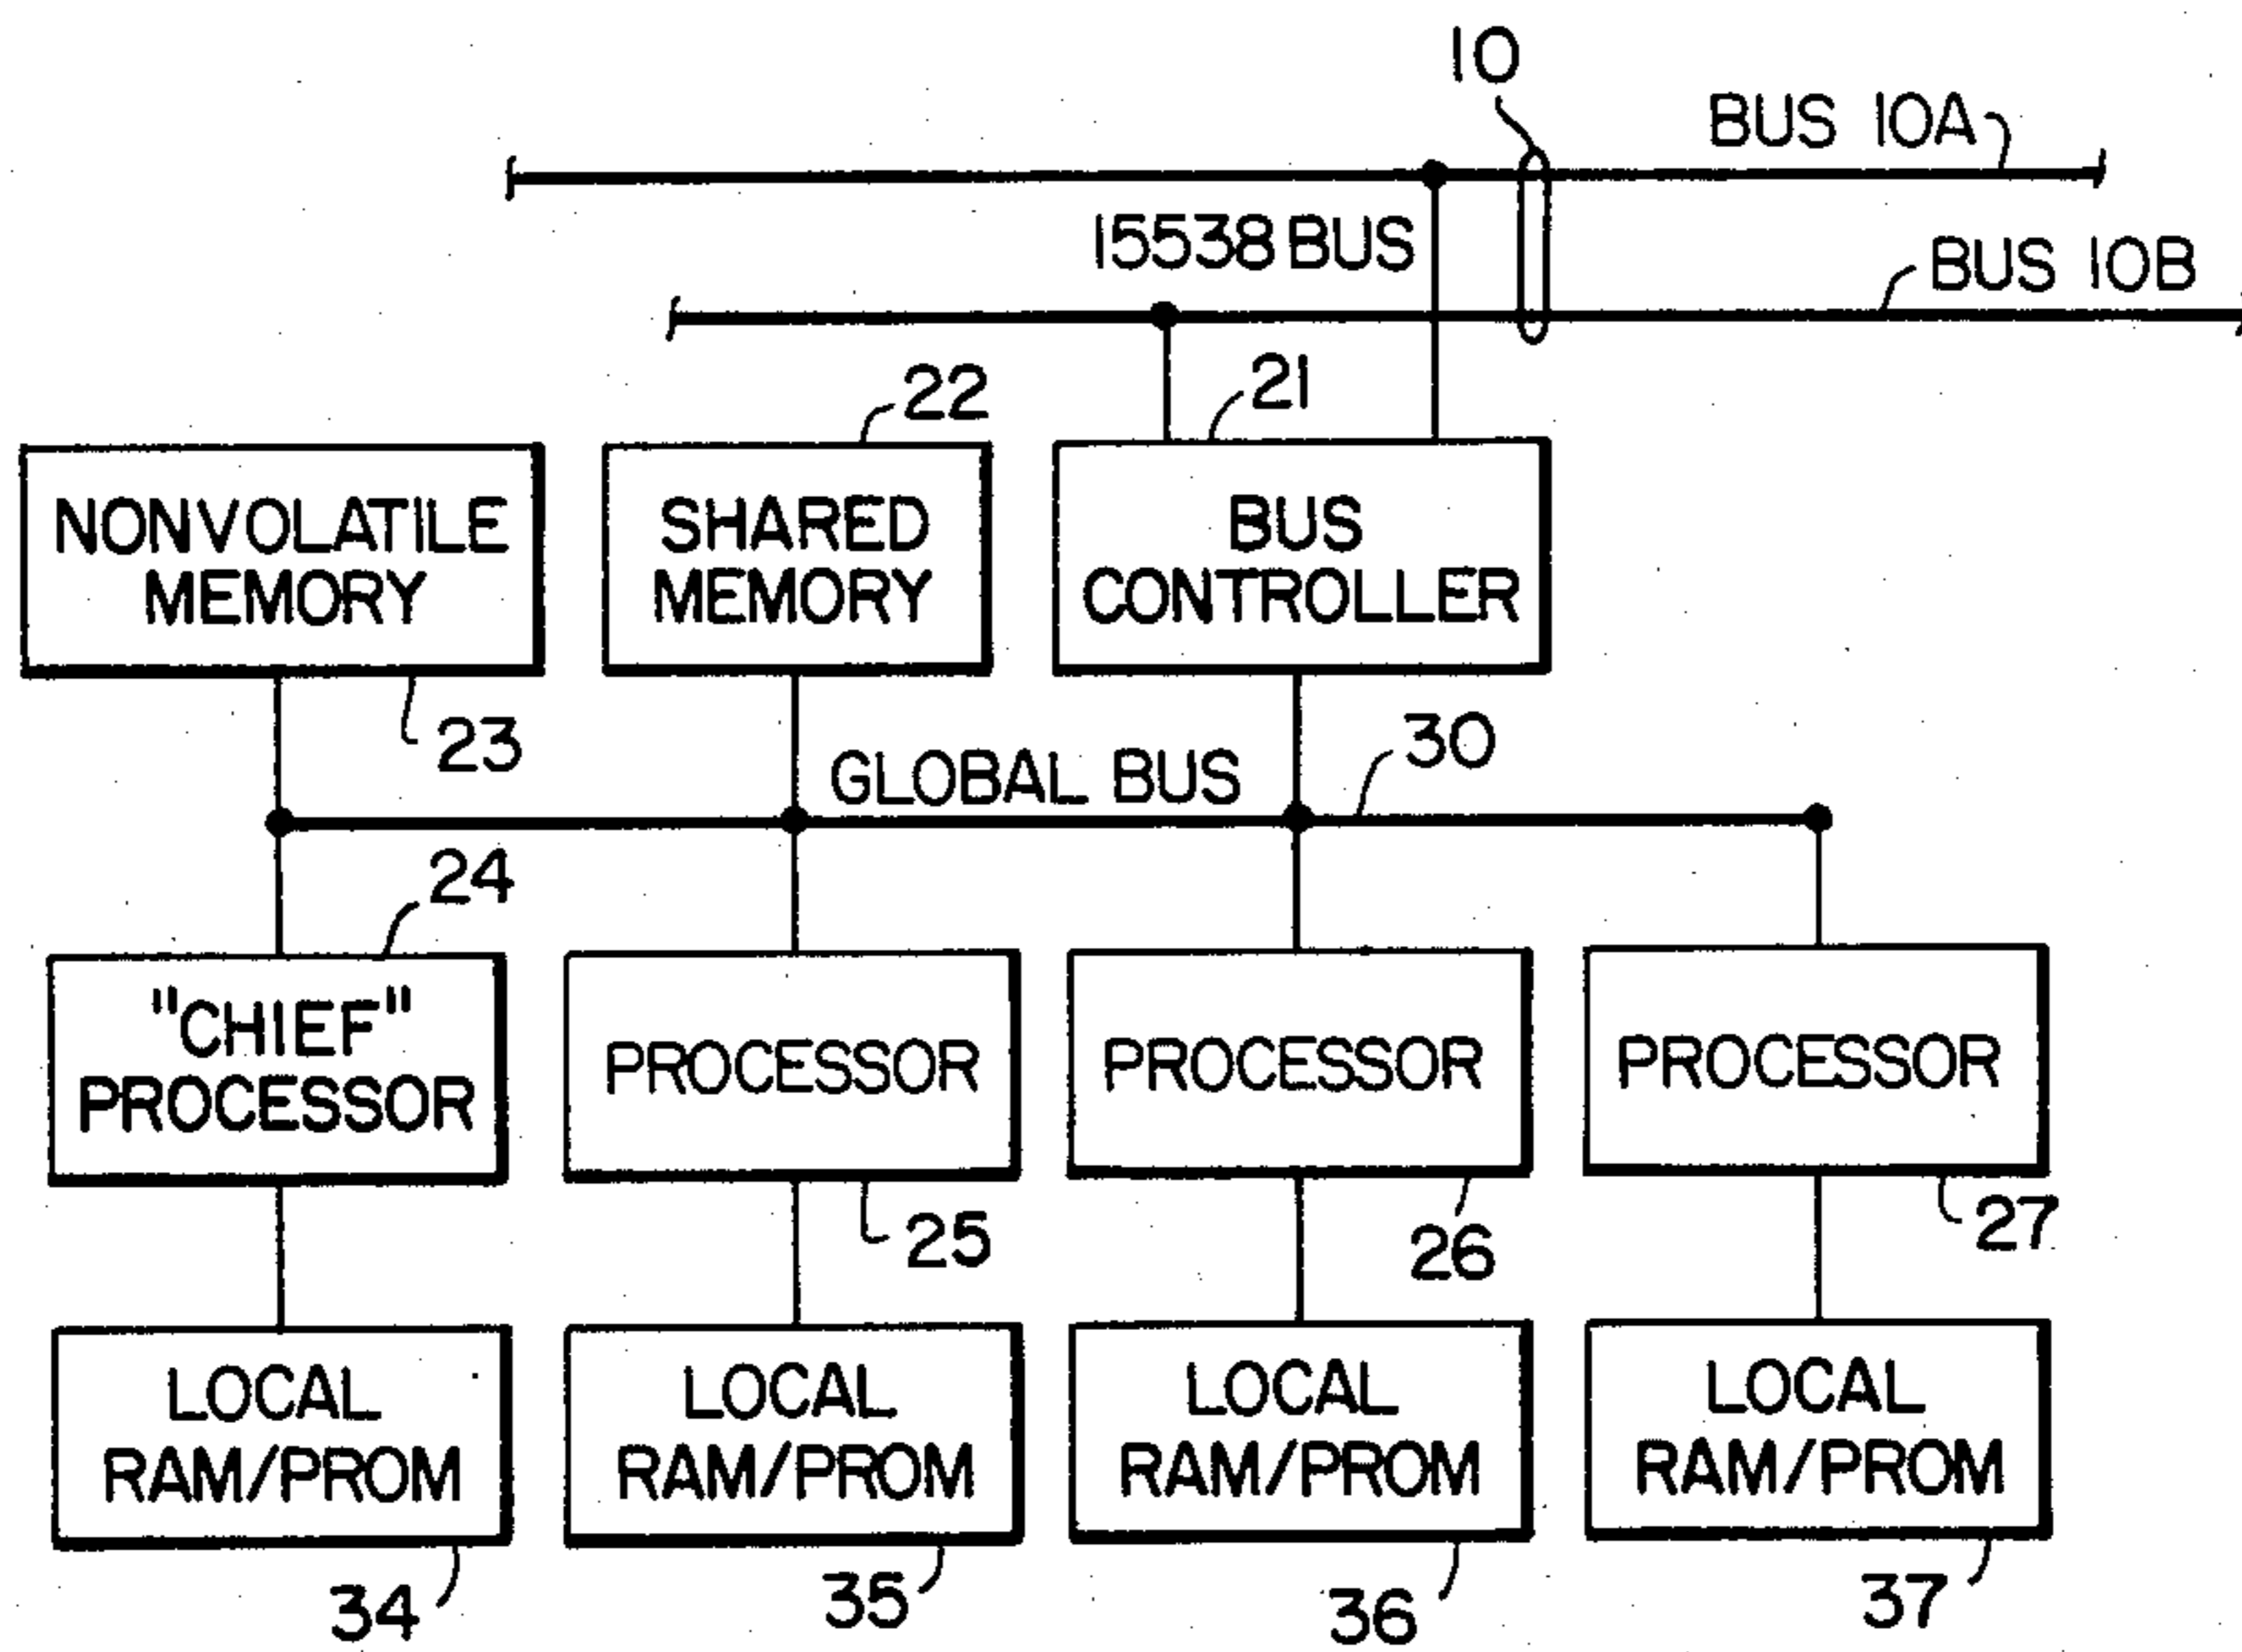 10
BUS 10A
15538 BUS
BUS 10B
22
21
NONVOLATILE
MEMORY
SHARED
MEMORY
BUS
CONTROLLER
23
GLOBAL BUS
30
24
"CHIEF"
PROCESSOR
PROCESSOR
PROCESSOR
PROCESSOR
25
26
27
LOCAL
RAM/PROM
LOCAL
RAM/PROM
LOCAL
RAM/PROM
LOCAL
RAM/PROM
34
35
36
37